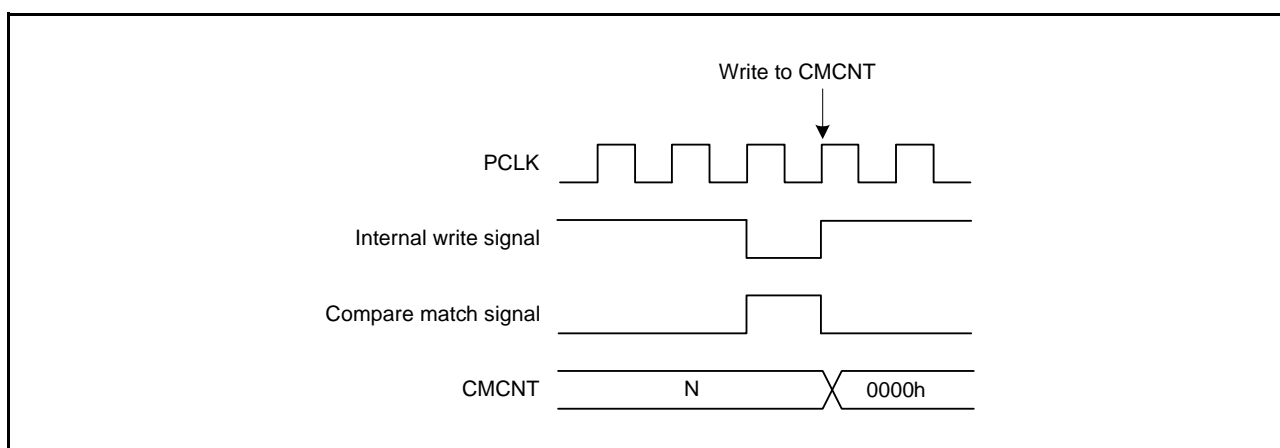 Write to CMCNT
PCLK
Internal write signal
Compare match signal
CMCNT N 0000h